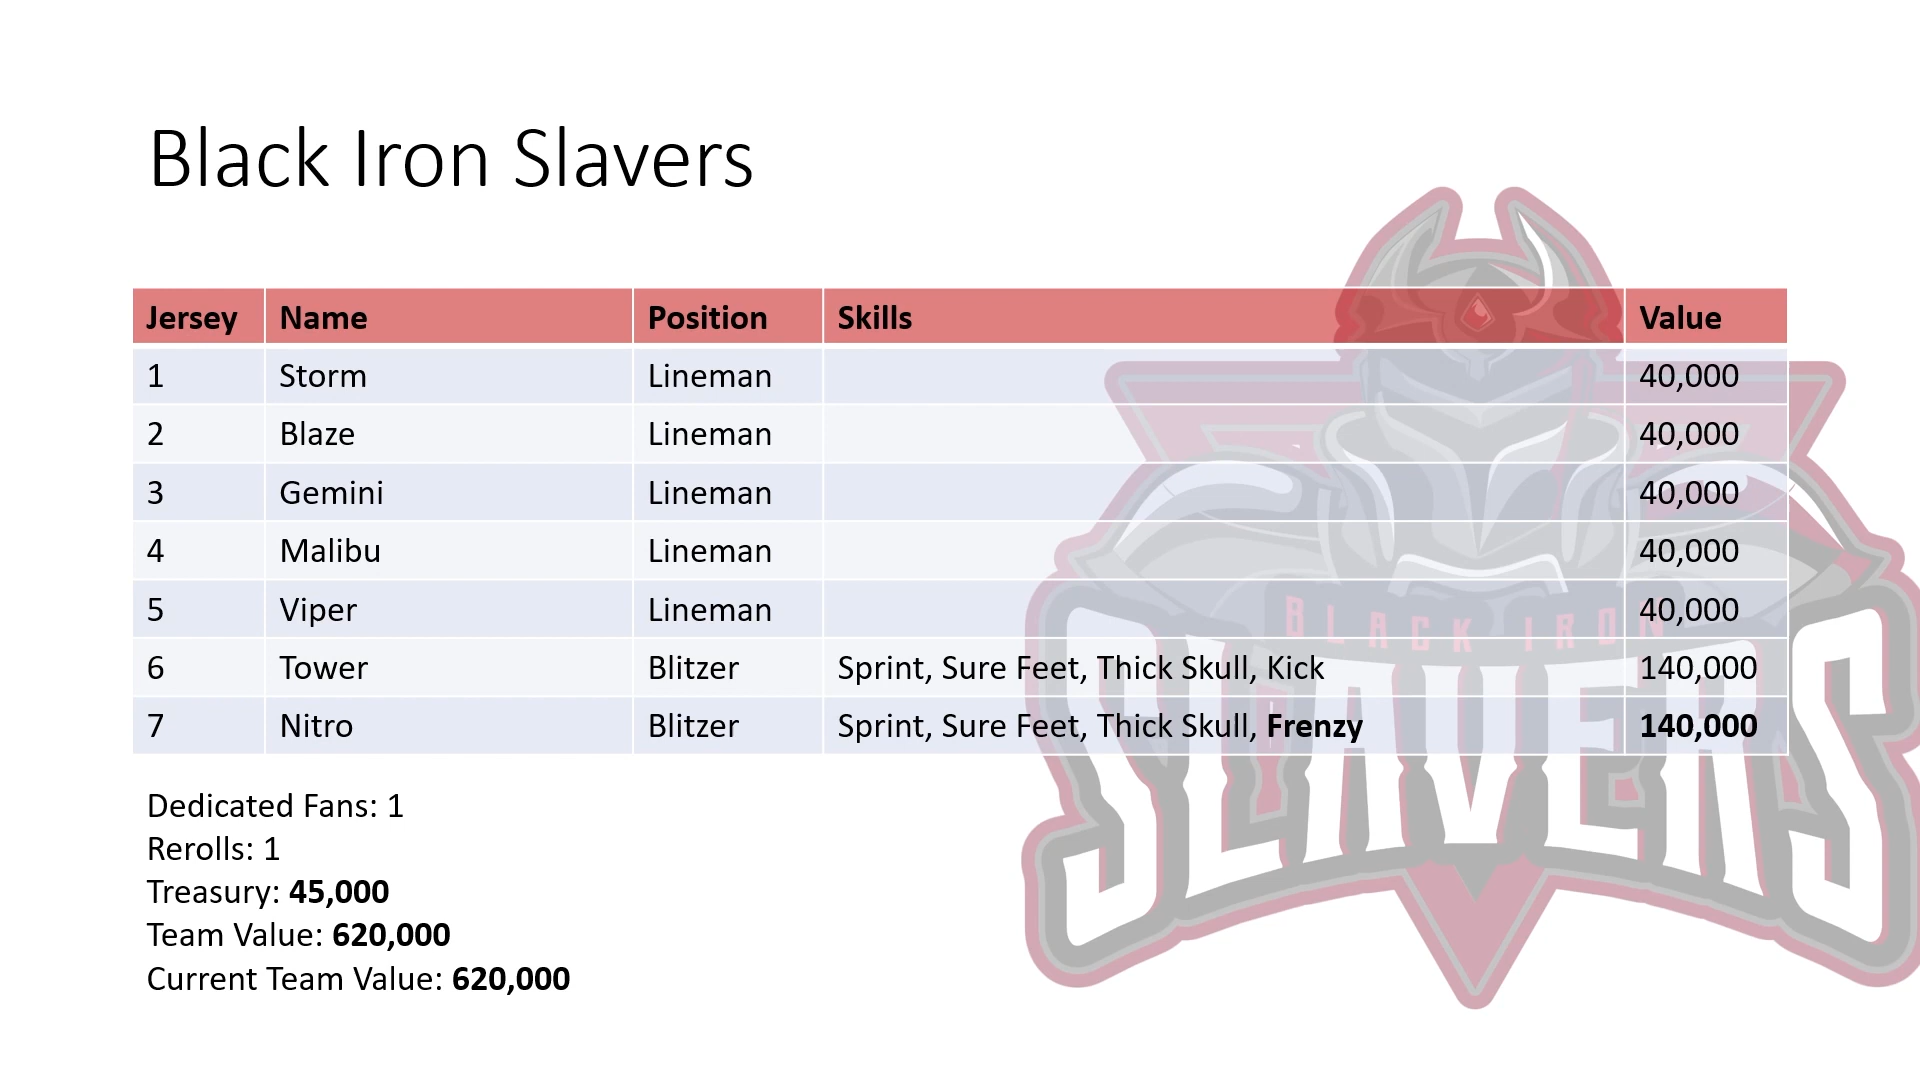 Black Iron Slavers
Jersey Name Position Skills Value
1 Storm Lineman 40,000
2 Blaze Lineman 40,000
3 Gemini Lineman 40,000
4 Malibu Lineman 40,000
5 Viper Lineman 40,000
6 Tower Blitzer Sprint, Sure Feet, Thick Skull, Kick 140,000
7 Nitro Blitzer Sprint, Sure Feet, Thick Skull, Frenzy 140,000
Dedicated Fans: 1
Rerolls: 1
Treasury: 45,000
Team Value: 620,000
Current Team Value: 620,000
BLACK IRON
SLAVERS